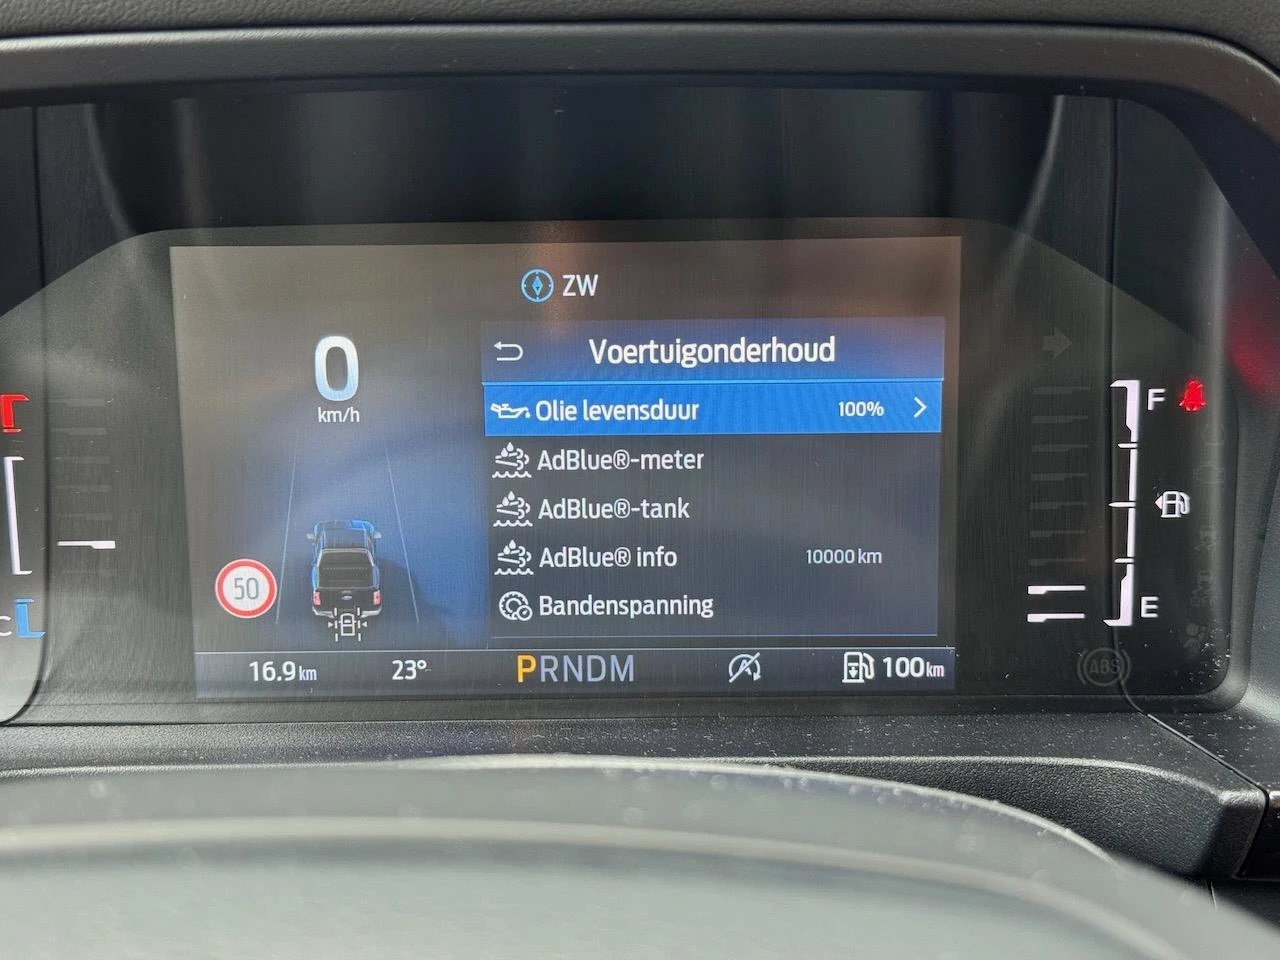 ZW
0
km/h
Voertuigonderhoud
Olie levensduur 100%
AdBlue®-meter
AdBlue®-tank
AdBlue® info 10000 km
Bandenspanning
50
16.9 km 23° PRNDM 100 km
F
E
C
ABS